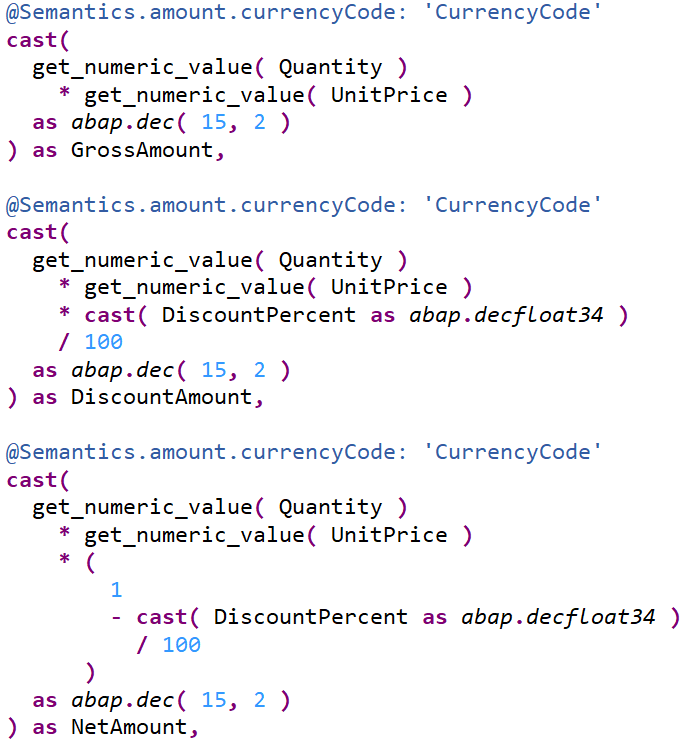 @Semantics.amount.currencyCode: 'CurrencyCode'
cast(
  get_numeric_value( Quantity )
    * get_numeric_value( UnitPrice )
  as abap.dec( 15, 2 )
) as GrossAmount,

@Semantics.amount.currencyCode: 'CurrencyCode'
cast(
  get_numeric_value( Quantity )
    * get_numeric_value( UnitPrice )
    * cast( DiscountPercent as abap.decfloat34 )
    / 100
  as abap.dec( 15, 2 )
) as DiscountAmount,

@Semantics.amount.currencyCode: 'CurrencyCode'
cast(
  get_numeric_value( Quantity )
    * get_numeric_value( UnitPrice )
    * (
        1
        - cast( DiscountPercent as abap.decfloat34 )
          / 100
      )
  as abap.dec( 15, 2 )
) as NetAmount,